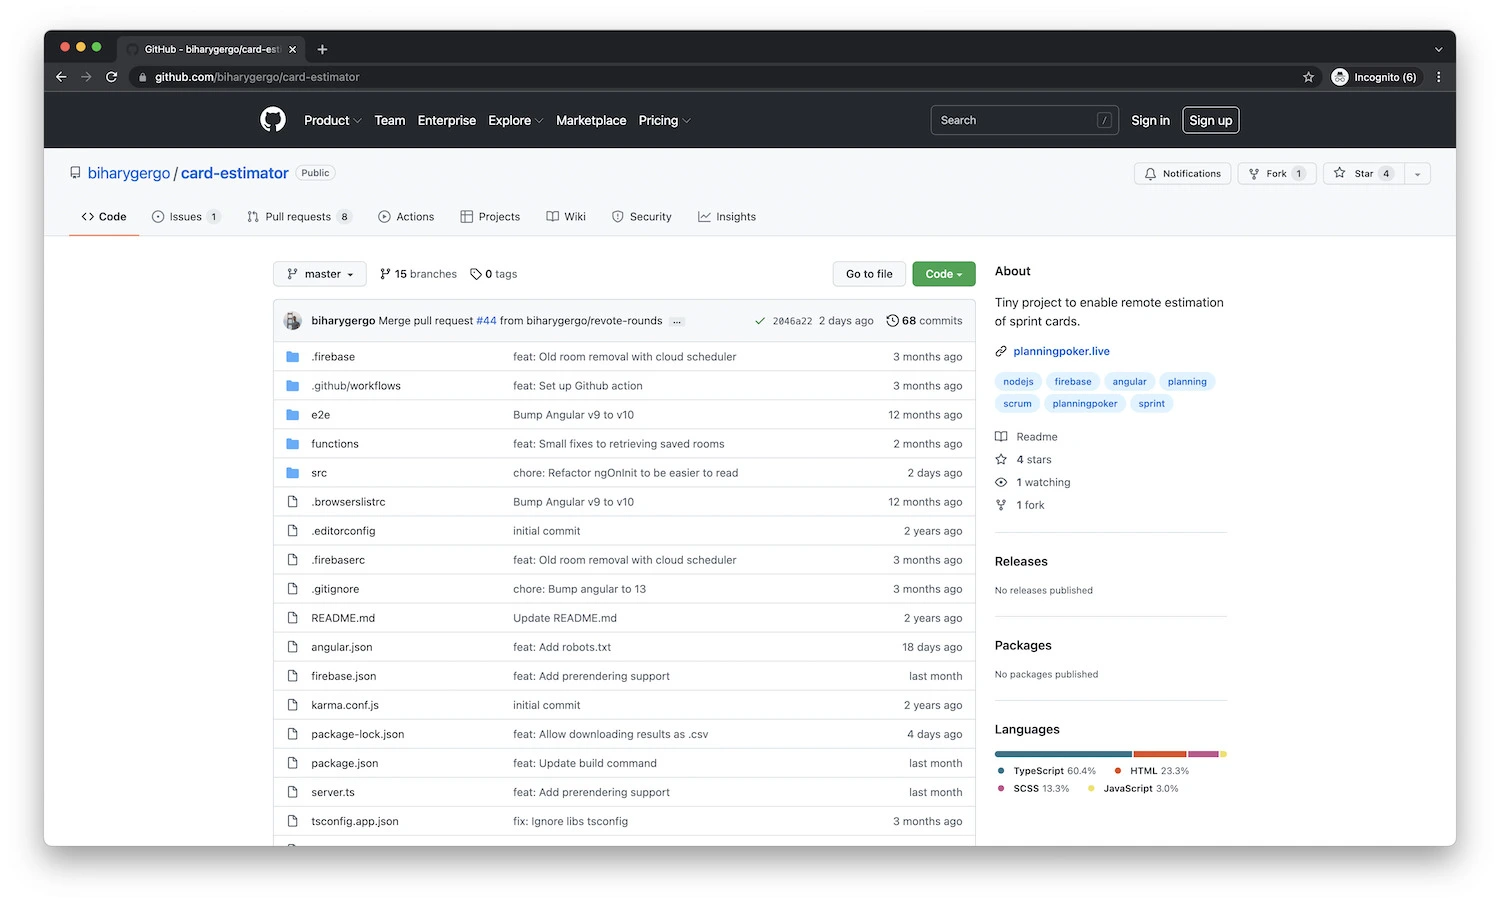 GitHub - biharygergo/card-esti
github.com/biharygergo/card-estimator
Incognito (6)
Product Team Enterprise Explore Marketplace Pricing
Search /
Sign in Sign up
biharygergo / card-estimator Public
Notifications Fork 1 Star 4
Code Issues 1 Pull requests 8 Actions Projects Wiki Security Insights
master 15 branches 0 tags Go to file Code
biharygergo Merge pull request #44 from biharygergo/revote-rounds ... 2046a22 2 days ago 68 commits
.firebase feat: Old room removal with cloud scheduler 3 months ago
.github/workflows feat: Set up Github action 3 months ago
e2e Bump Angular v9 to v10 12 months ago
functions feat: Small fixes to retrieving saved rooms 2 months ago
src chore: Refactor ngOnInit to be easier to read 2 days ago
.browserslistrc Bump Angular v9 to v10 12 months ago
.editorconfig initial commit 2 years ago
.firebaserc feat: Old room removal with cloud scheduler 3 months ago
.gitignore chore: Bump angular to 13 3 months ago
README.md Update README.md 2 years ago
angular.json feat: Add robots.txt 18 days ago
firebase.json feat: Add prerendering support last month
karma.conf.js initial commit 2 years ago
package-lock.json feat: Allow downloading results as .csv 4 days ago
package.json feat: Update build command last month
server.ts feat: Add prerendering support last month
tsconfig.app.json fix: Ignore libs tsconfig 3 months ago
About
Tiny project to enable remote estimation
of sprint cards.
planningpoker.live
nodejs firebase angular planning
scrum planningpoker sprint
Readme
4 stars
1 watching
1 fork
Releases
No releases published
Packages
No packages published
Languages
TypeScript 60.4% HTML 23.3%
SCSS 13.3% JavaScript 3.0%